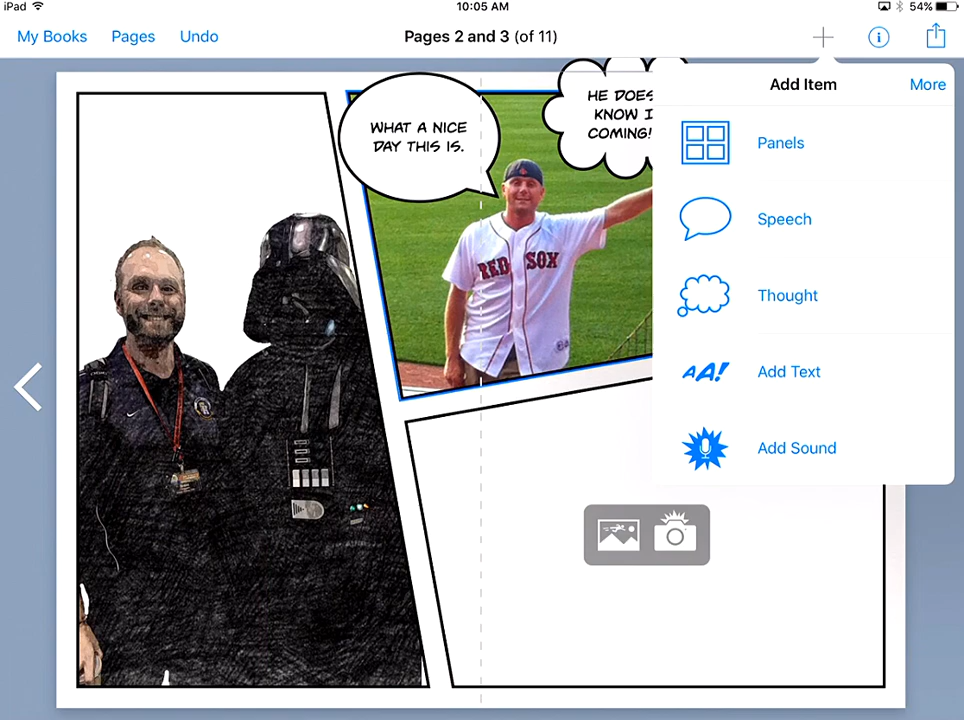 iPad
10:05 AM
54%
My Books
Pages
Undo
Pages 2 and 3 (of 11)
Add Item
More
Panels
Speech
Thought
Add Text
Add Sound
AA!
WHAT A NICE
DAY THIS IS.
HE DOES
KNOW I
COMING!
RED SOX